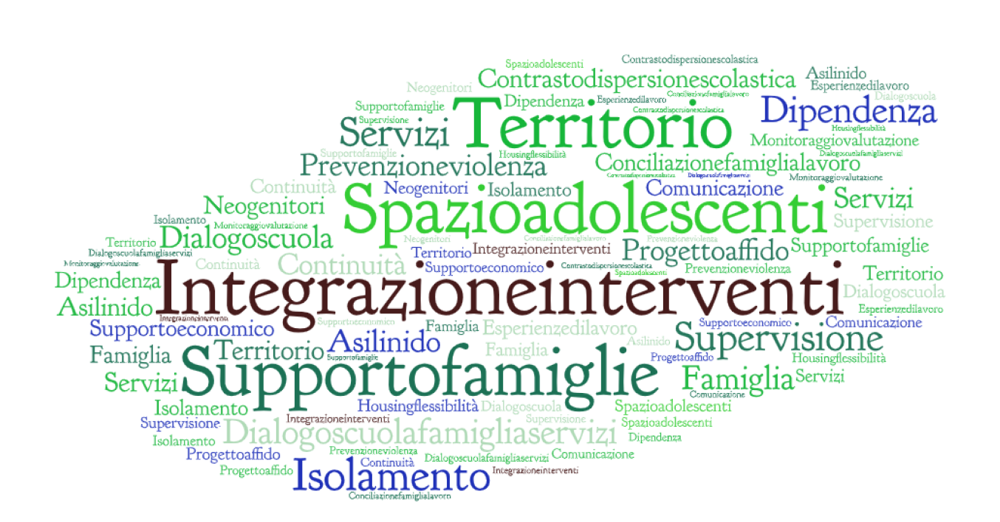 Spazioadolescenti
Contrastodispersionescolastica
Contrastodispersionescolastica
Asilinido
Neogenitori
Esperienzedilavoro
Supportofamiglie
Dipendenza
Esperienzedilavoro
Conciliazionefamiglialavoro
Dialogoscuola
Supervisione
Territorio
Contrastodispersionescolastica
Dipendenza
Servizi
Housingflessibilità
Monitoraggiovalutazione
Supportofamiglie
Housingflessibilità
Dialogoscuolafamigliaservizi
Prevenzioneviolenza
Conciliazionefamiglialavoro
Contrastodispersionescolastica
Dialogoscuolafamigliaservizi
Monitoraggiovalutazione
Continuità
Neogenitori
Isolamento
Comunicazione
Neogenitori
Spazioadolescenti
Servizi
Isolamento
Monitoraggiovalutazione
Supervisione
Territorio
Dialogoscuola
Neogenitori
Conciliazionefamiglialavoro
Prevenzioneviolenza
Dialogoscuolafamigliaservizi
Territorio
Integrazioneinterventi
Progettoaffido
Supportofamiglie
Monitoraggiovalutazione
Continuità
Continuità
Supportoeconomico
Contrastodispersionescolastica
Spazioadolescenti
Prevenzioneviolenza
Territorio
Dipendenza
Integrazioneinterventi
Dialogoscuola
Asilinido
Esperienzedilavoro
Integrazioneinterventi
Supportoeconomico
Supportoeconomico
Famiglia
Esperienzedilavoro
Supportoeconomico
Comunicazione
Famiglia
Territorio
Asilinido
Famiglia
Asilinido
Supervisione
Supportofamiglie
Progettoaffido
Housingflessibilità
Servizi
Supportofamiglie
Famiglia
Servizi
Comunicazione
Isolamento
Housingflessibilità
Dialogoscuola
Spazioadolescenti
Supervisione
Integrazioneinterventi
Supervisione
Spazioadolescenti
Isolamento
Dialogoscuolafamigliaservizi
Dipendenza
Progettoaffido
Prevenzioneviolenza
Comunicazione
Progettoaffido
Continuità
Dialogoscuolafamigliaservizi
Isolamento
Integrazioneinterventi
Conciliazionefamiglialavoro